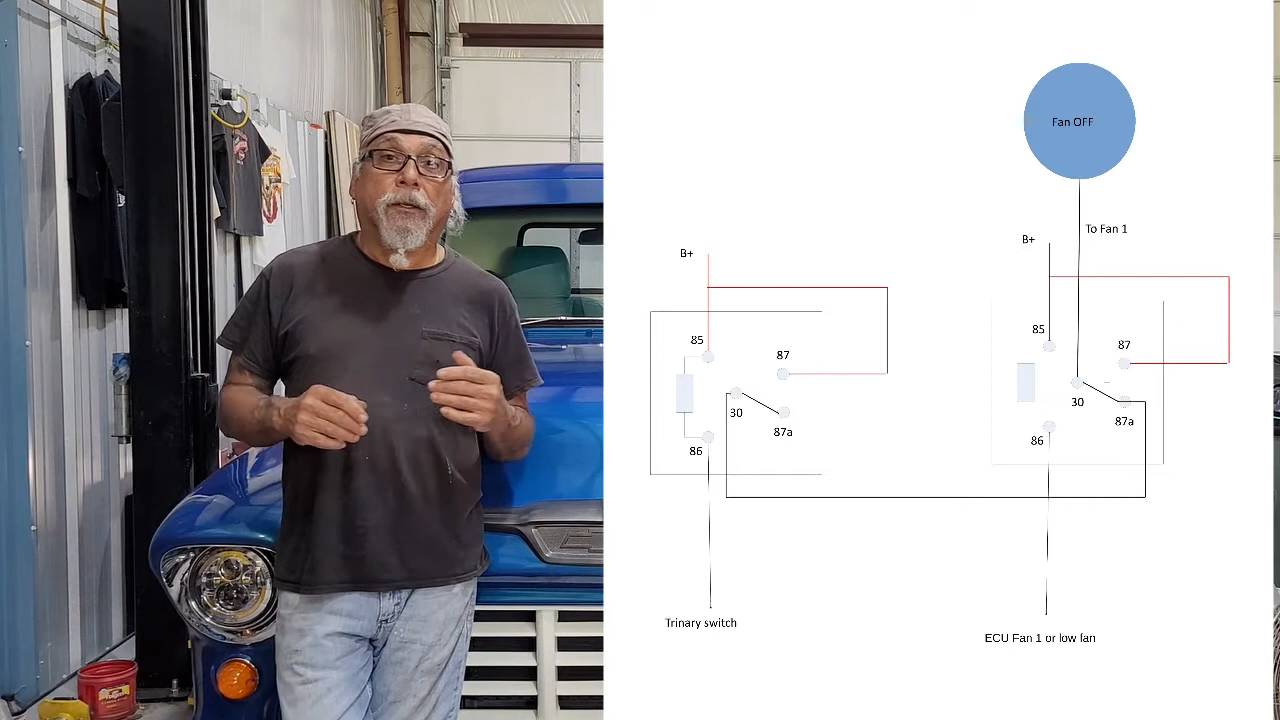 Fan OFF
To Fan 1
B+
85
87
30
87a
86
Trinary switch
B+
85
87
30
87a
86
ECU Fan 1 or low fan